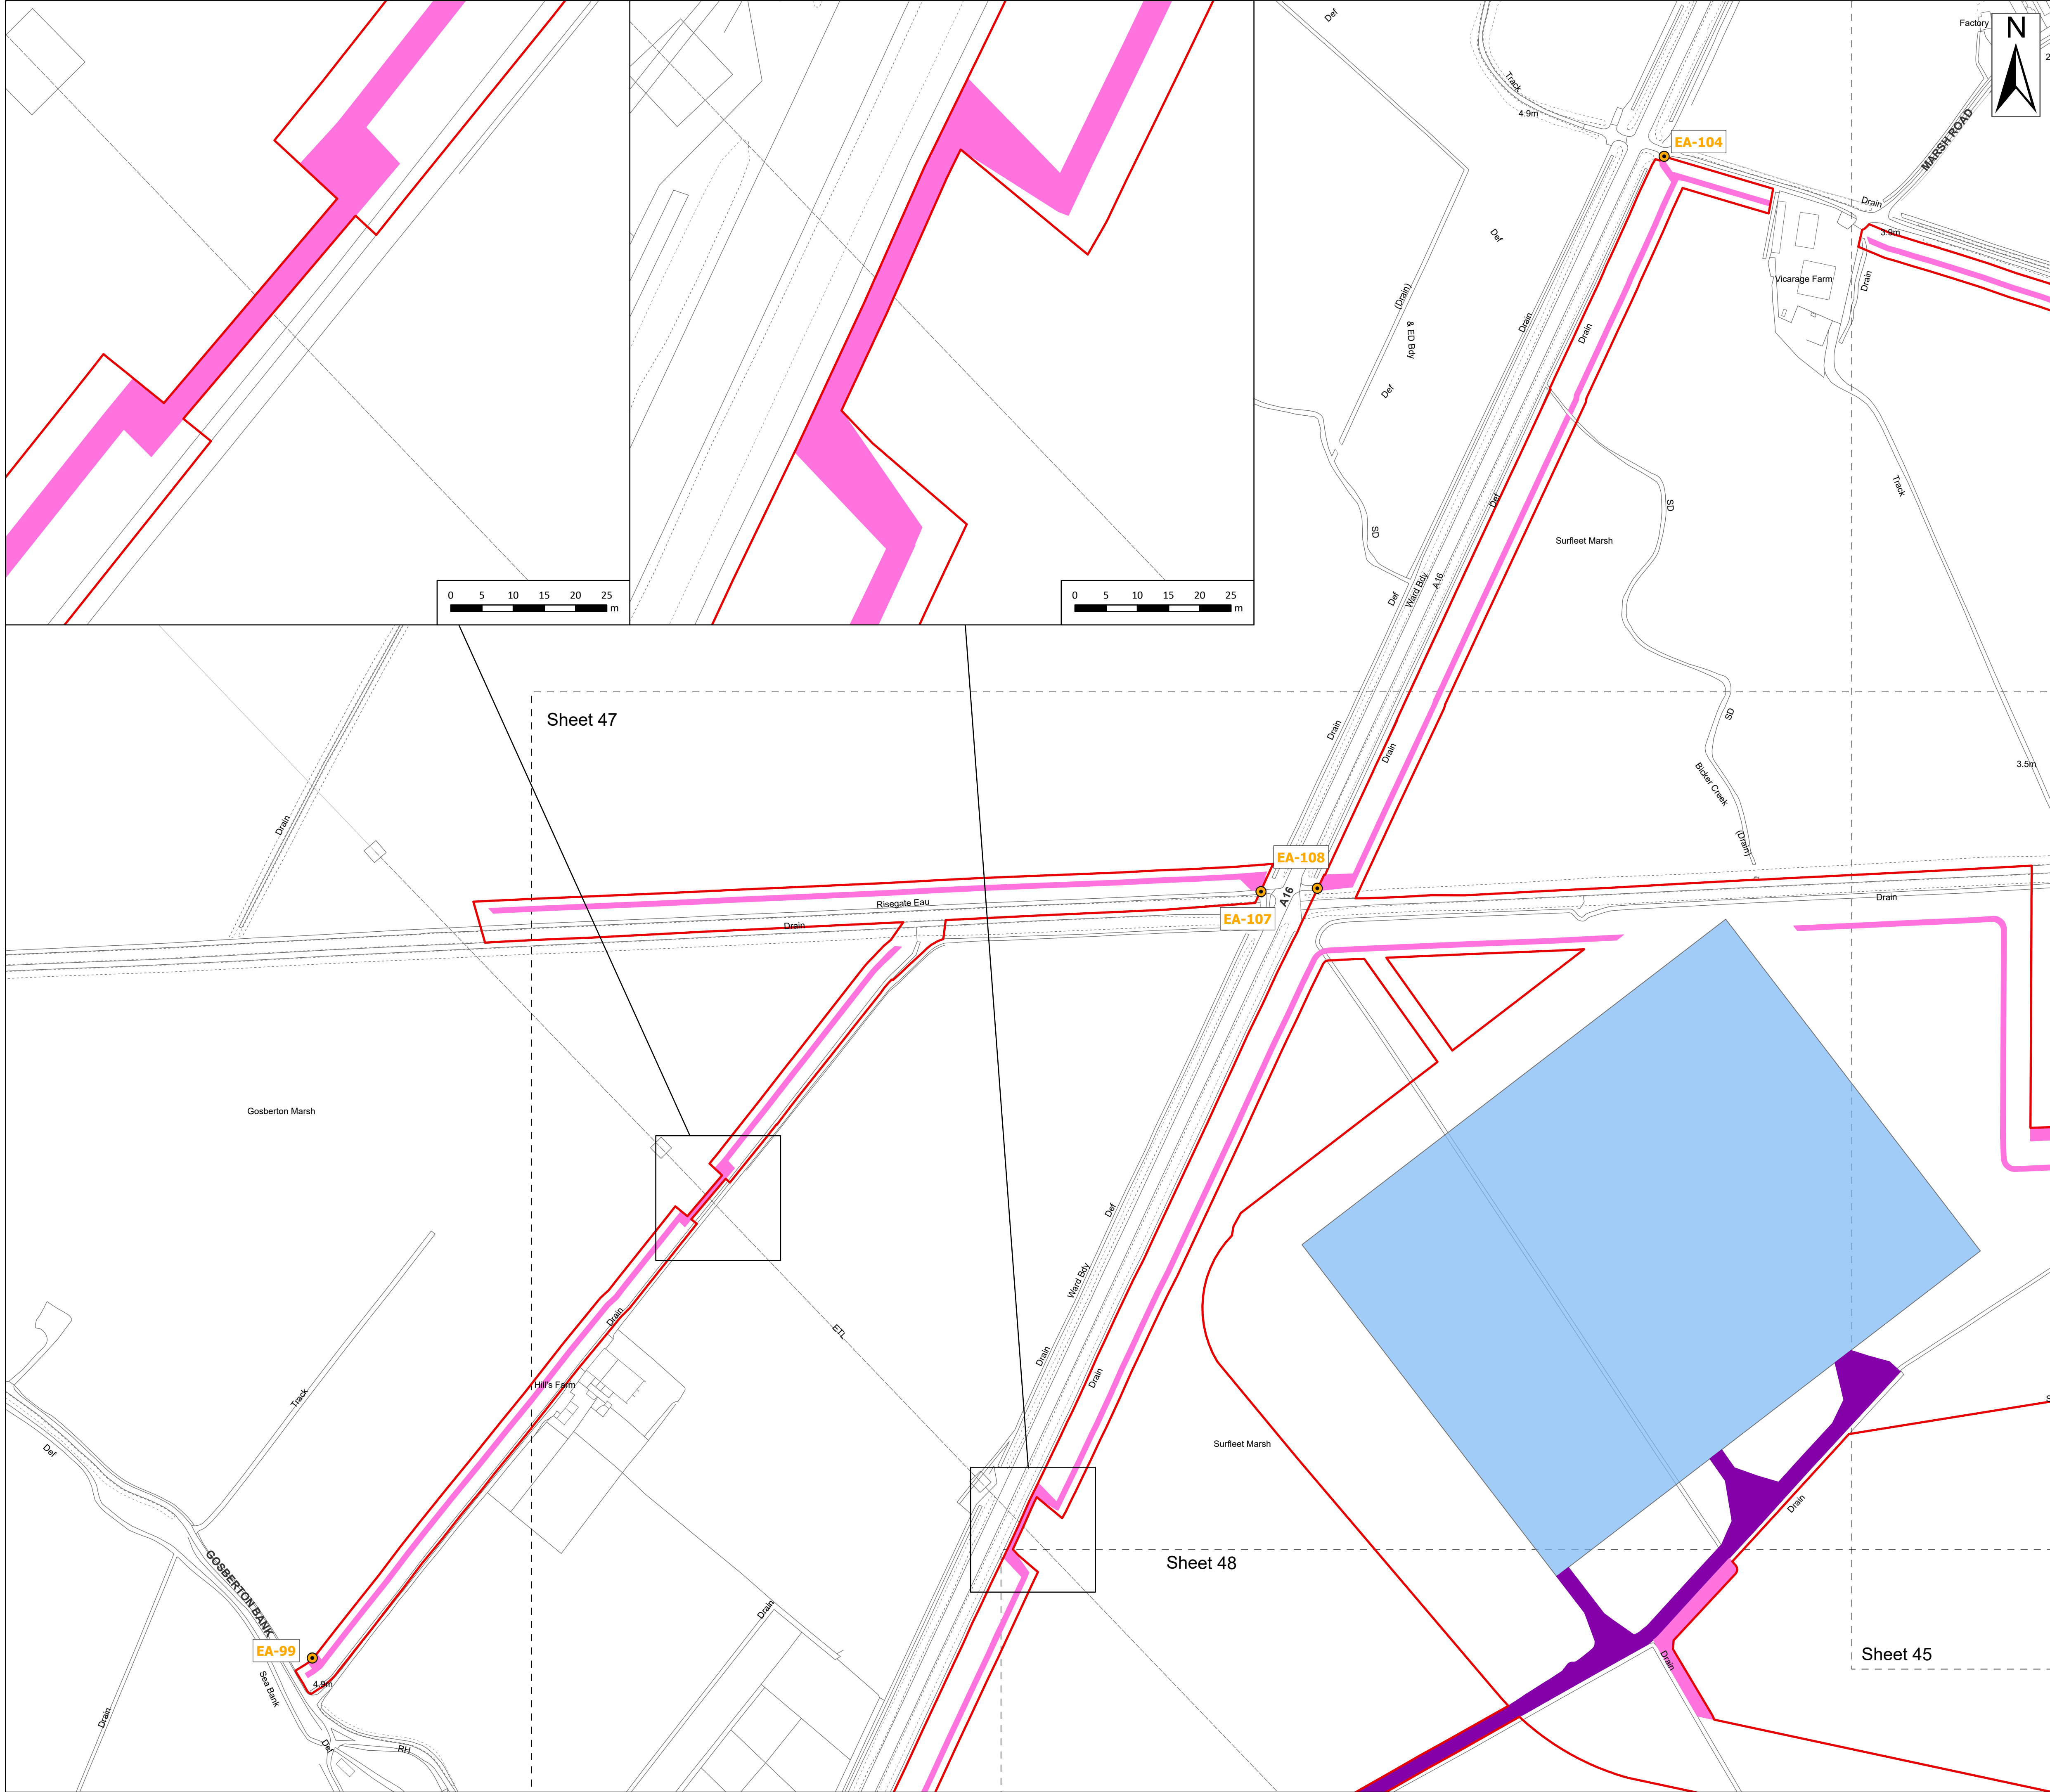 Def
Factory
N
2
Track
4.9m
EA-104
MARSH ROAD
Drain
3.9m
Def
Vicarage Farm
Drain
(Drain)
& ED Bdy
Drain
Drain
Def
Track
SD
Def
SD
Surfleet Marsh
A16
Ward Bdy
Def
0 5 10 15 20 25
m
0 5 10 15 20 25
m
Sheet 47
SD
Drain
Drain
3.5m
Bicker Creek
(Drain)
Drain
EA-108
A16
Risegate Eau
EA-107
Drain
Drain
Gosberton Marsh
Def
Ward Bdy
Drain
ETL
Drain
Drain
Hill's Farm
Track
S
Surfleet Marsh
Def
Drain
Sheet 48
GOSBERTON BANK
Drain
EA-99
Sheet 45
Drain
4.9m
Sea Bank
Drain
Def
RH